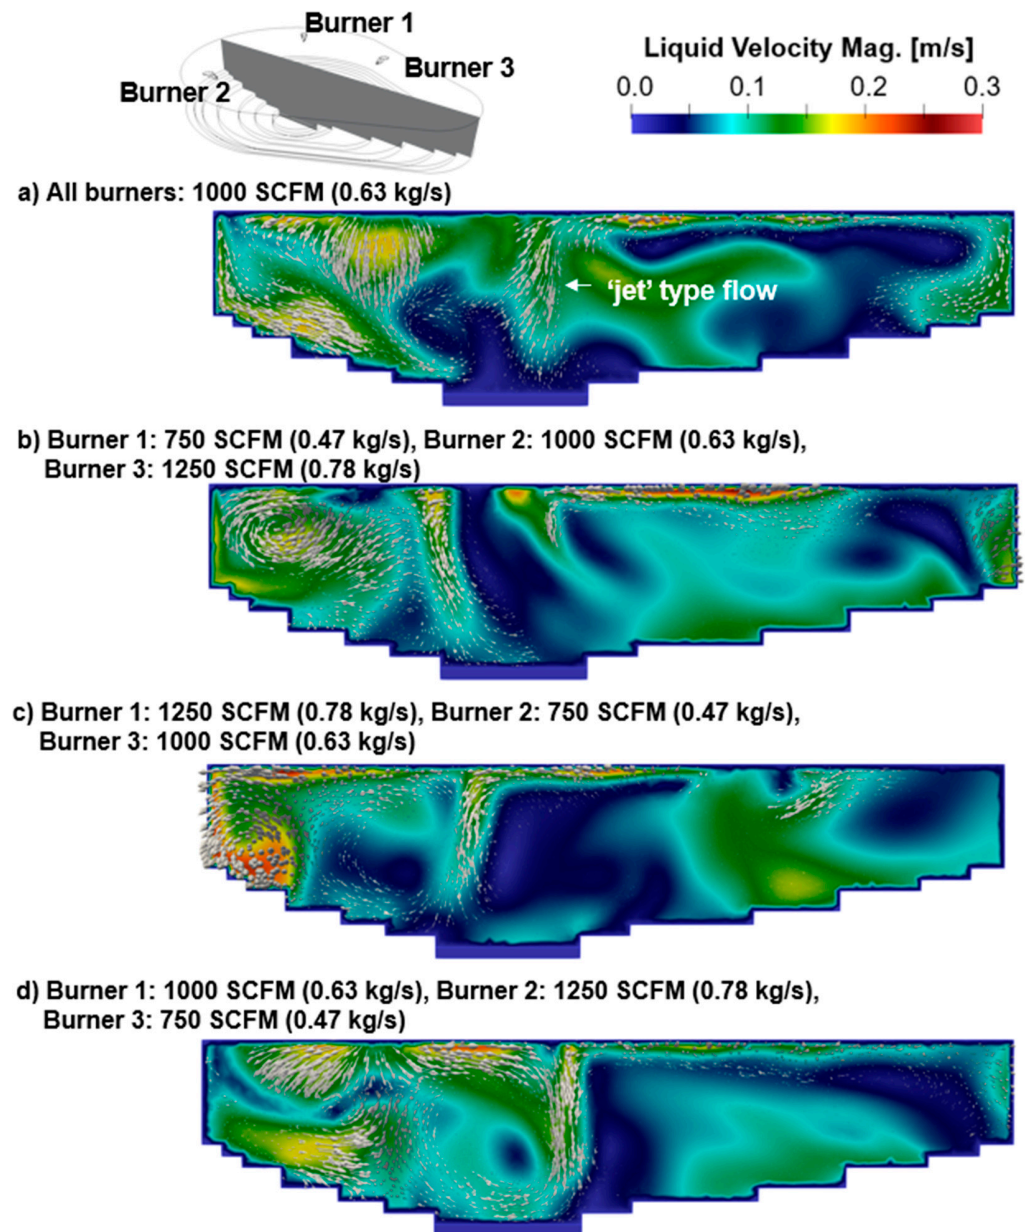 Burner 1
Burner 3
Burner 2
Liquid Velocity Mag. [m/s]
0.0 0.1 0.2 0.3
a) All burners: 1000 SCFM (0.63 kg/s)
‘jet’ type flow
b) Burner 1: 750 SCFM (0.47 kg/s), Burner 2: 1000 SCFM (0.63 kg/s),
Burner 3: 1250 SCFM (0.78 kg/s)
c) Burner 1: 1250 SCFM (0.78 kg/s), Burner 2: 750 SCFM (0.47 kg/s),
Burner 3: 1000 SCFM (0.63 kg/s)
d) Burner 1: 1000 SCFM (0.63 kg/s), Burner 2: 1250 SCFM (0.78 kg/s),
Burner 3: 750 SCFM (0.47 kg/s)